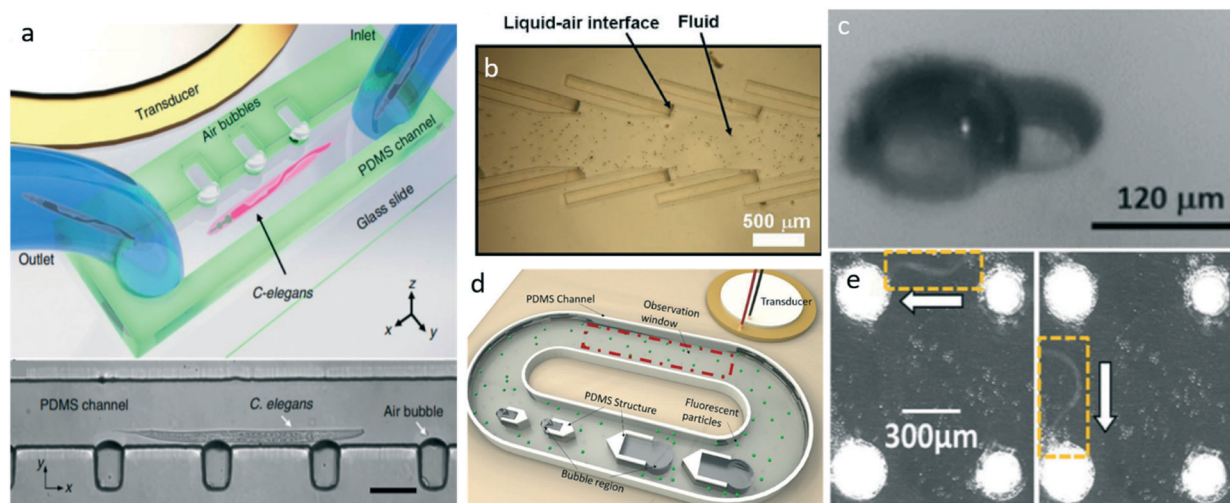 a
Transducer
Inlet
Air bubbles
PDMS channel
Glass slide
Outlet
C-elegans
z
x
y
PDMS channel
C. elegans
Air bubble
y
x
Liquid-air interface
Fluid
b
500 µm
c
120 µm
d
PDMS Channel
Observation
window
Transducer
PDMS Structure
Fluorescent
particles
Bubble region
e
300µm